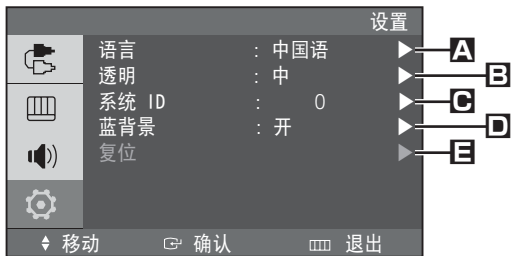 设置
语言 : 中国语 A
透明 : 中 B
系统 ID : 0 C
蓝背景 : 开 D
复位 E
移动 确认 退出